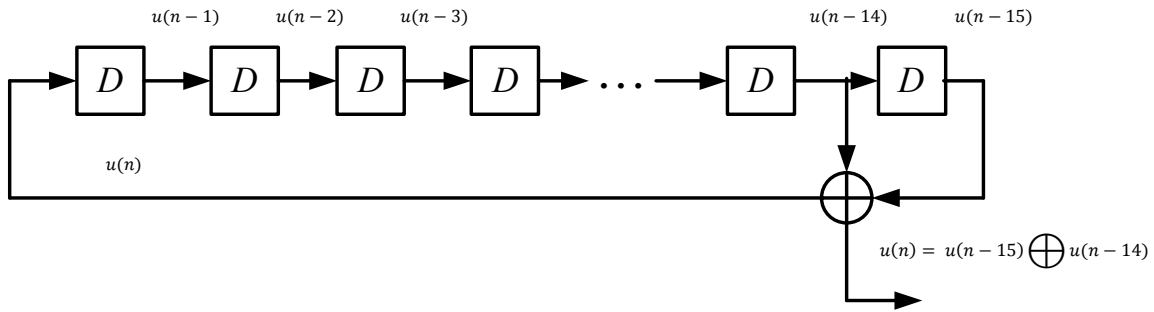 u(n − 1) u(n − 2) u(n − 3) u(n − 14) u(n − 15)
D D D D ... D D
u(n)
u(n) = u(n − 15) ⊕ u(n − 14)